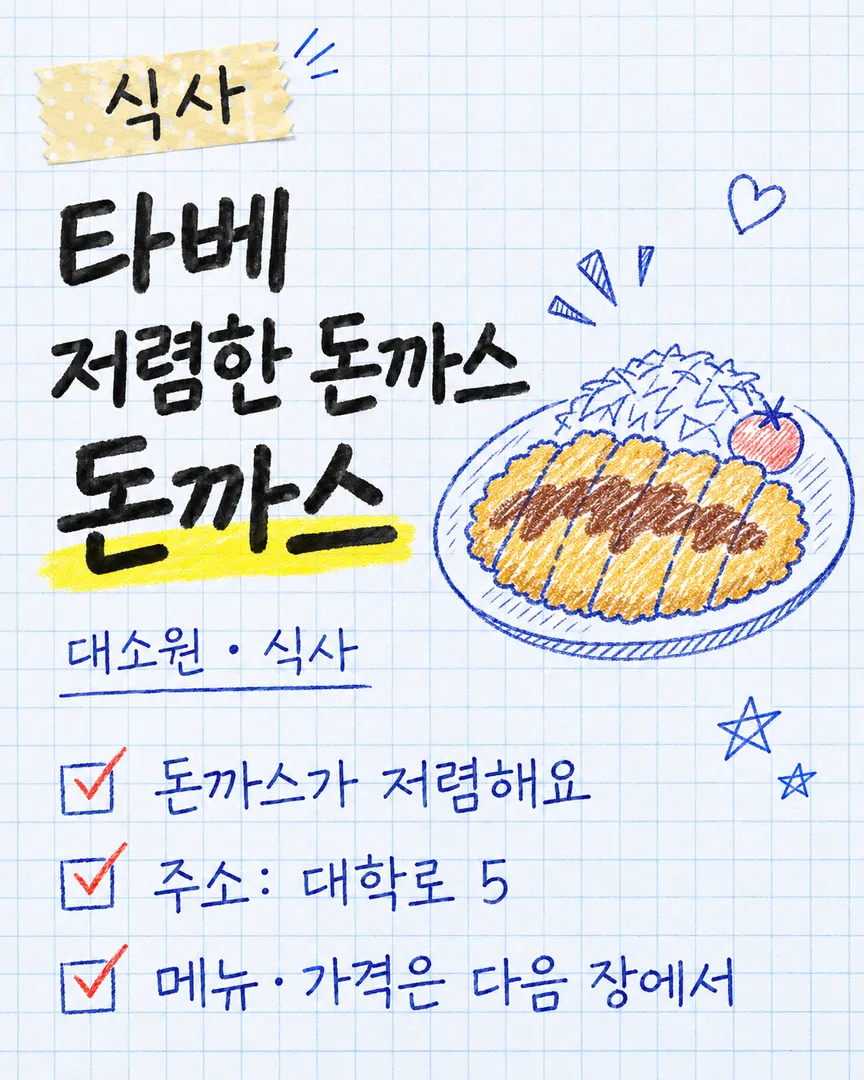 식사
타베
저렴한 돈까스
돈까스
대소원 · 식사
돈까스가 저렴해요
주소: 대학로 5
메뉴·가격은 다음 장에서